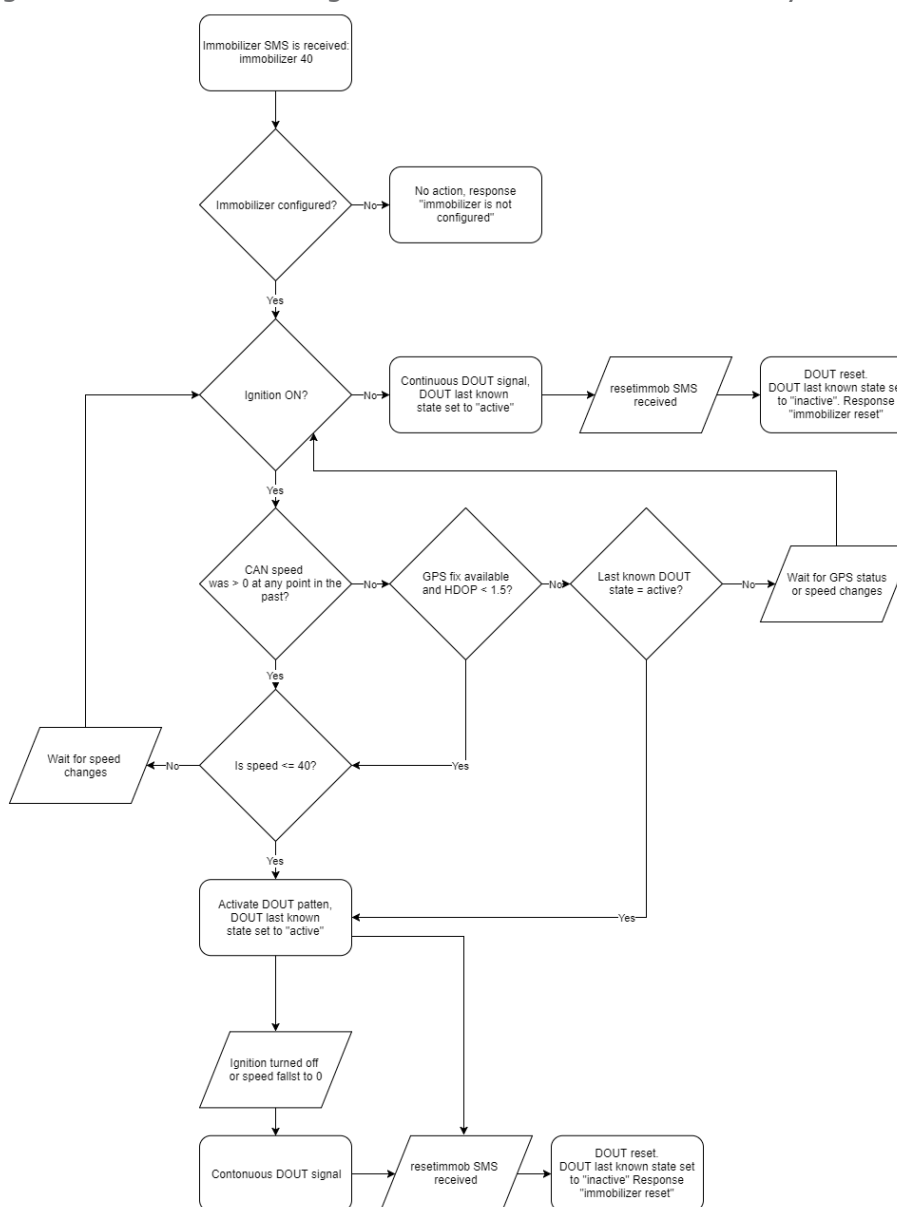 Immobilizer SMS is received:
immobilizer 40
Immobilizer configured?
No
No action, response
"immobilizer is not
configured"
Yes
Ignition ON?
No
Continuous DOUT signal,
DOUT last known
state set to "active"
resetimmob SMS
received
DOUT reset.
DOUT last known state set
to "inactive". Response
"immobilizer reset"
Yes
CAN speed
was > 0 at any point in the
past?
No
GPS fix available
and HDOP < 1.5?
No
Last known DOUT
state = active?
No
Wait for GPS status
or speed changes
Yes
Wait for speed
changes
No
Is speed <= 40?
Yes
Yes
Activate DOUT patten,
DOUT last known
state set to "active"
Yes
Ignition turned off
or speed fallst to 0
Contonuous DOUT signal
resetimmob SMS
received
DOUT reset.
DOUT last known state set
to "inactive" Response
"immobilizer reset"